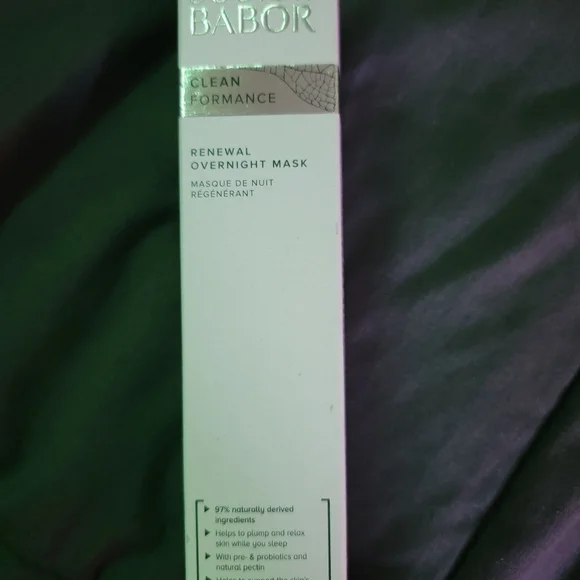 BABOR
CLEAN
FORMANCE
RENEWAL
OVERNIGHT MASK
MASQUE DE NUIT
RÉGÉNÉRANT
97% naturally derived
ingredients
Helps to plump and relax
skin while you sleep
With pre- & probiotics and
natural pectin